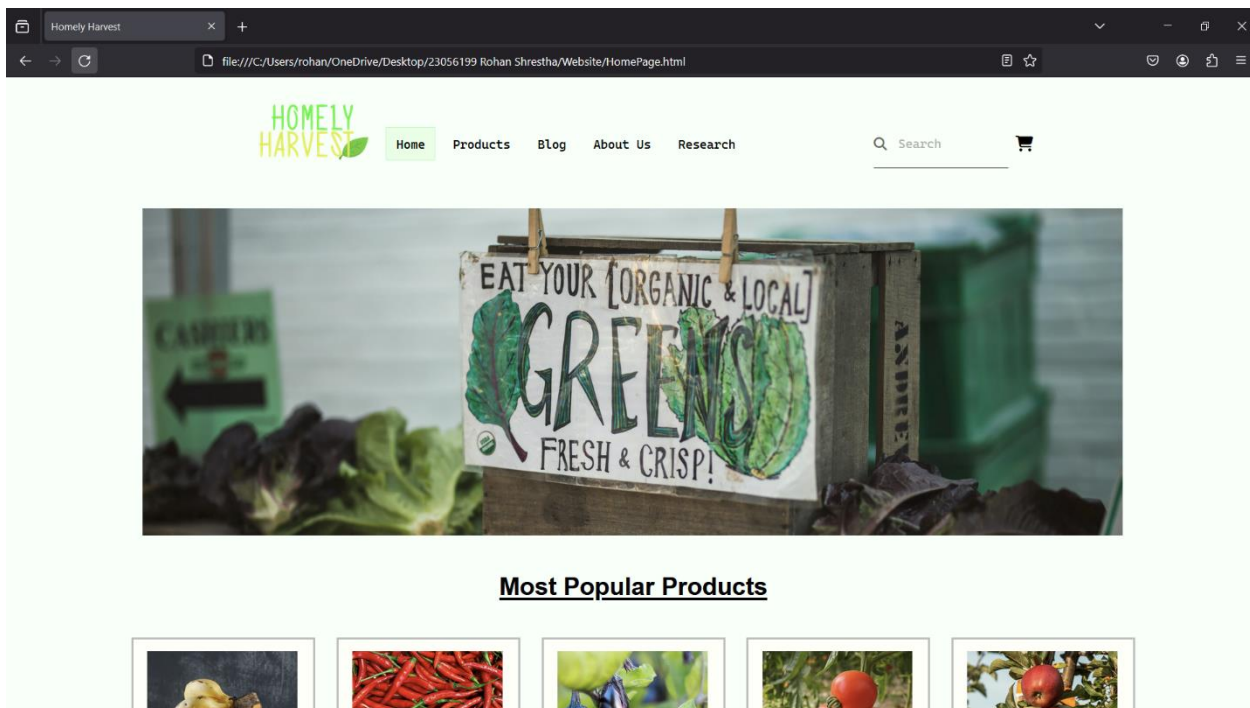 Homely Harvest
file:///C:/Users/rohan/OneDrive/Desktop/23056199 Rohan Shrestha/Website/HomePage.html
HOMELY
HARVEST
Home Products Blog About Us Research Search
CASHIERS
EAT YOUR [ORGANIC & LOCAL]
GREENS
FRESH & CRISP!
Most Popular Products